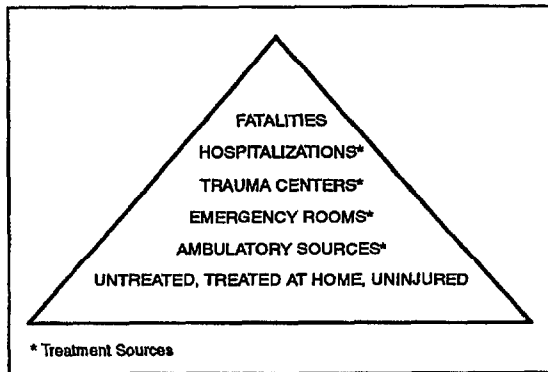 FATALITIES
HOSPITALIZATIONS*
TRAUMA CENTERS*
EMERGENCY ROOMS*
AMBULATORY SOURCES*
UNTREATED, TREATED AT HOME, UNINJURED
* Treatment Sources